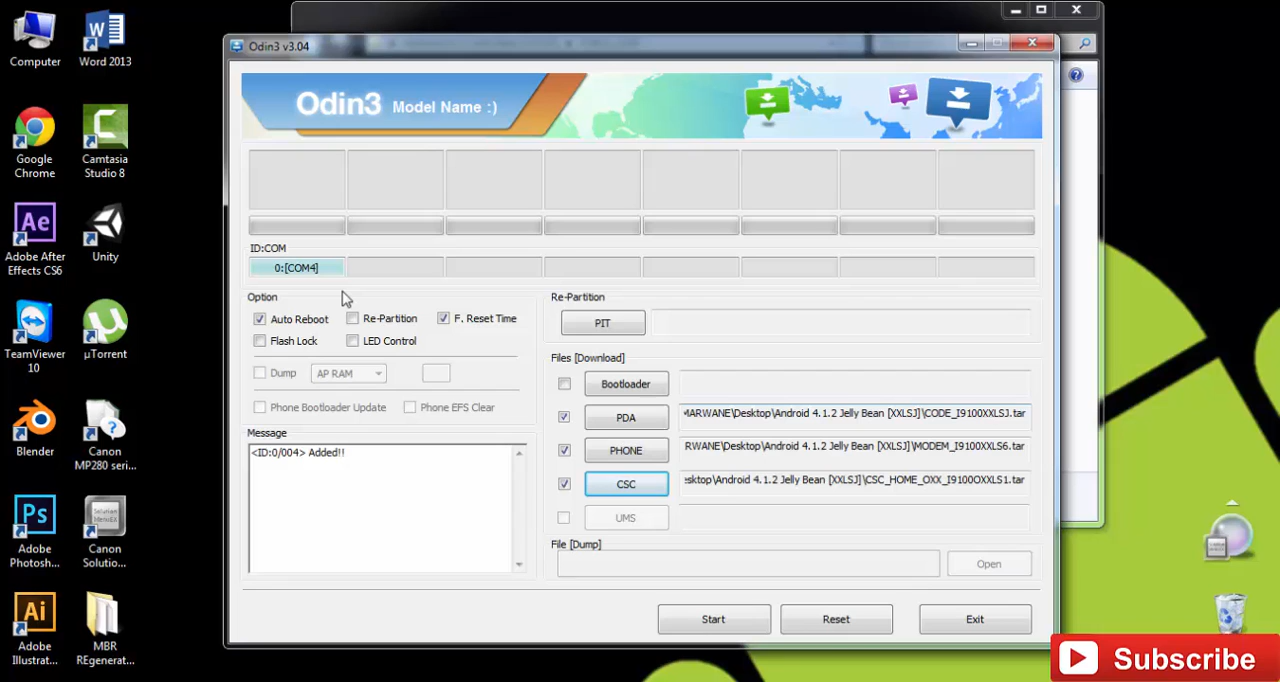 Computer
Word 2013
Google
Chrome
Camtasia
Studio 8
Adobe After
Effects CS6
Unity
TeamViewer
10
µTorrent
Blender
Canon
MP280 seri...
Adobe
Photosh...
Canon
Solutio...
Adobe
Illustrat...
MBR
REgenerat...
Odin3 v3.04
Odin3 Model Name :)
ID:COM
0:[COM4]
Option
Auto Reboot
Re-Partition
F. Reset Time
Flash Lock
LED Control
Dump
AP RAM
Phone Bootloader Update
Phone EFS Clear
Message
<ID:0/004> Added!!
Re-Partition
PIT
Files [Download]
Bootloader
PDA
MARWANE\Desktop\Android 4.1.2 Jelly Bean [XXLSJ]\CODE_I9100XXLSJ.tar
PHONE
RWANE\Desktop\Android 4.1.2 Jelly Bean [XXLSJ]\MODEM_I9100XXLS6.tar
CSC
sktop\Android 4.1.2 Jelly Bean [XXLSJ]\CSC_HOME_OXX_I9100OXXLS1.tar
UMS
File [Dump]
Open
Start
Reset
Exit
Subscribe